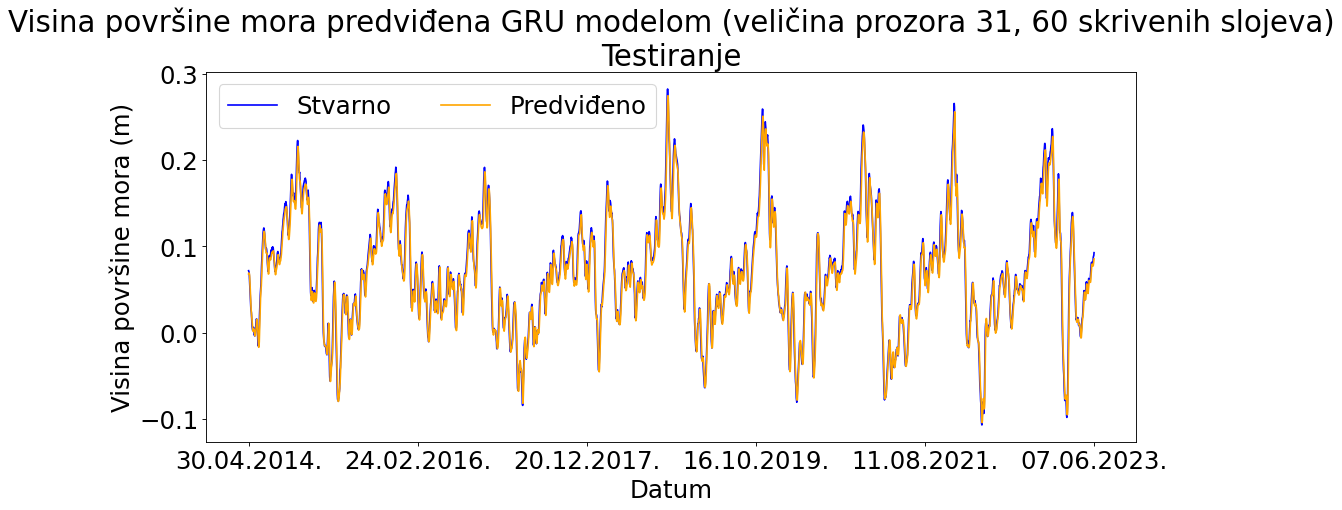 Visina površine mora predviđena GRU modelom (veličina prozora 31, 60 skrivenih slojeva)
Testiranje
Stvarno
Predviđeno
Visina površine mora (m)
0.3
0.2
0.1
0.0
−0.1
30.04.2014.
24.02.2016.
20.12.2017.
16.10.2019.
11.08.2021.
07.06.2023.
Datum